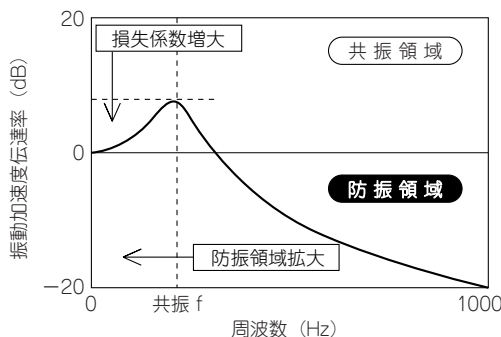 20
損失係数増大
共 振 領 域
0
防 振 領 域
防振領域拡大
−20
0
共振 f
1000
周波数（Hz）
振動加速度伝達率（dB）